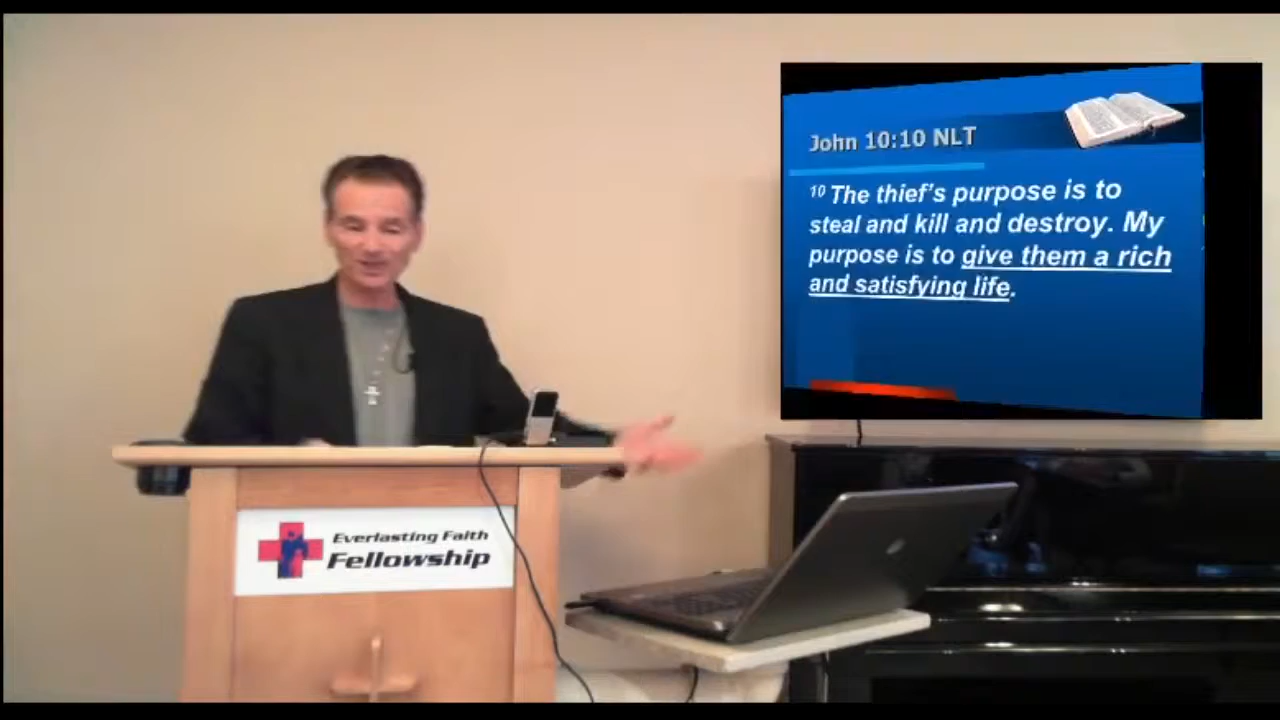 John 10:10 NLT
10 The thief's purpose is to
steal and kill and destroy. My
purpose is to give them a rich
and satisfying life.
Everlasting Faith
Fellowship